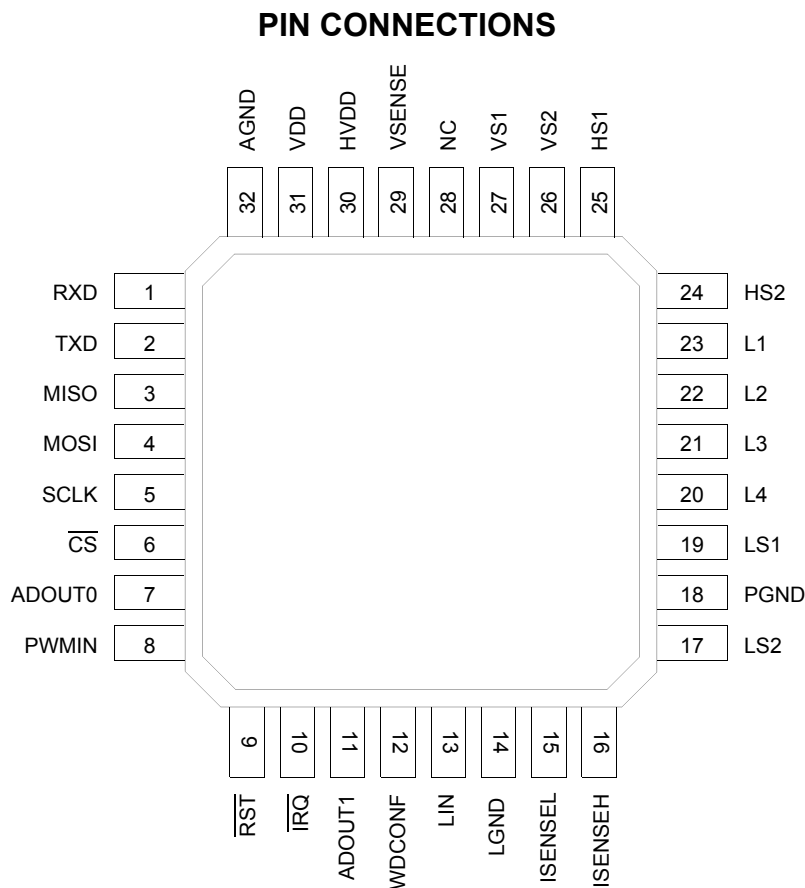 PIN CONNECTIONS
AGND
VDD
HVDD
VSENSE
NC
VS1
VS2
HS1
32
31
30
29
28
27
26
25
RXD 1
TXD 2
MISO 3
MOSI 4
SCLK 5
C̅S̅ 6
ADOUT0 7
PWMIN 8
24 HS2
23 L1
22 L2
21 L3
20 L4
19 LS1
18 PGND
17 LS2
9
10
11
12
13
14
15
16
R̅S̅T̅
I̅R̅Q̅
ADOUT1
WDCONF
LIN
LGND
ISENSEL
ISENSEH